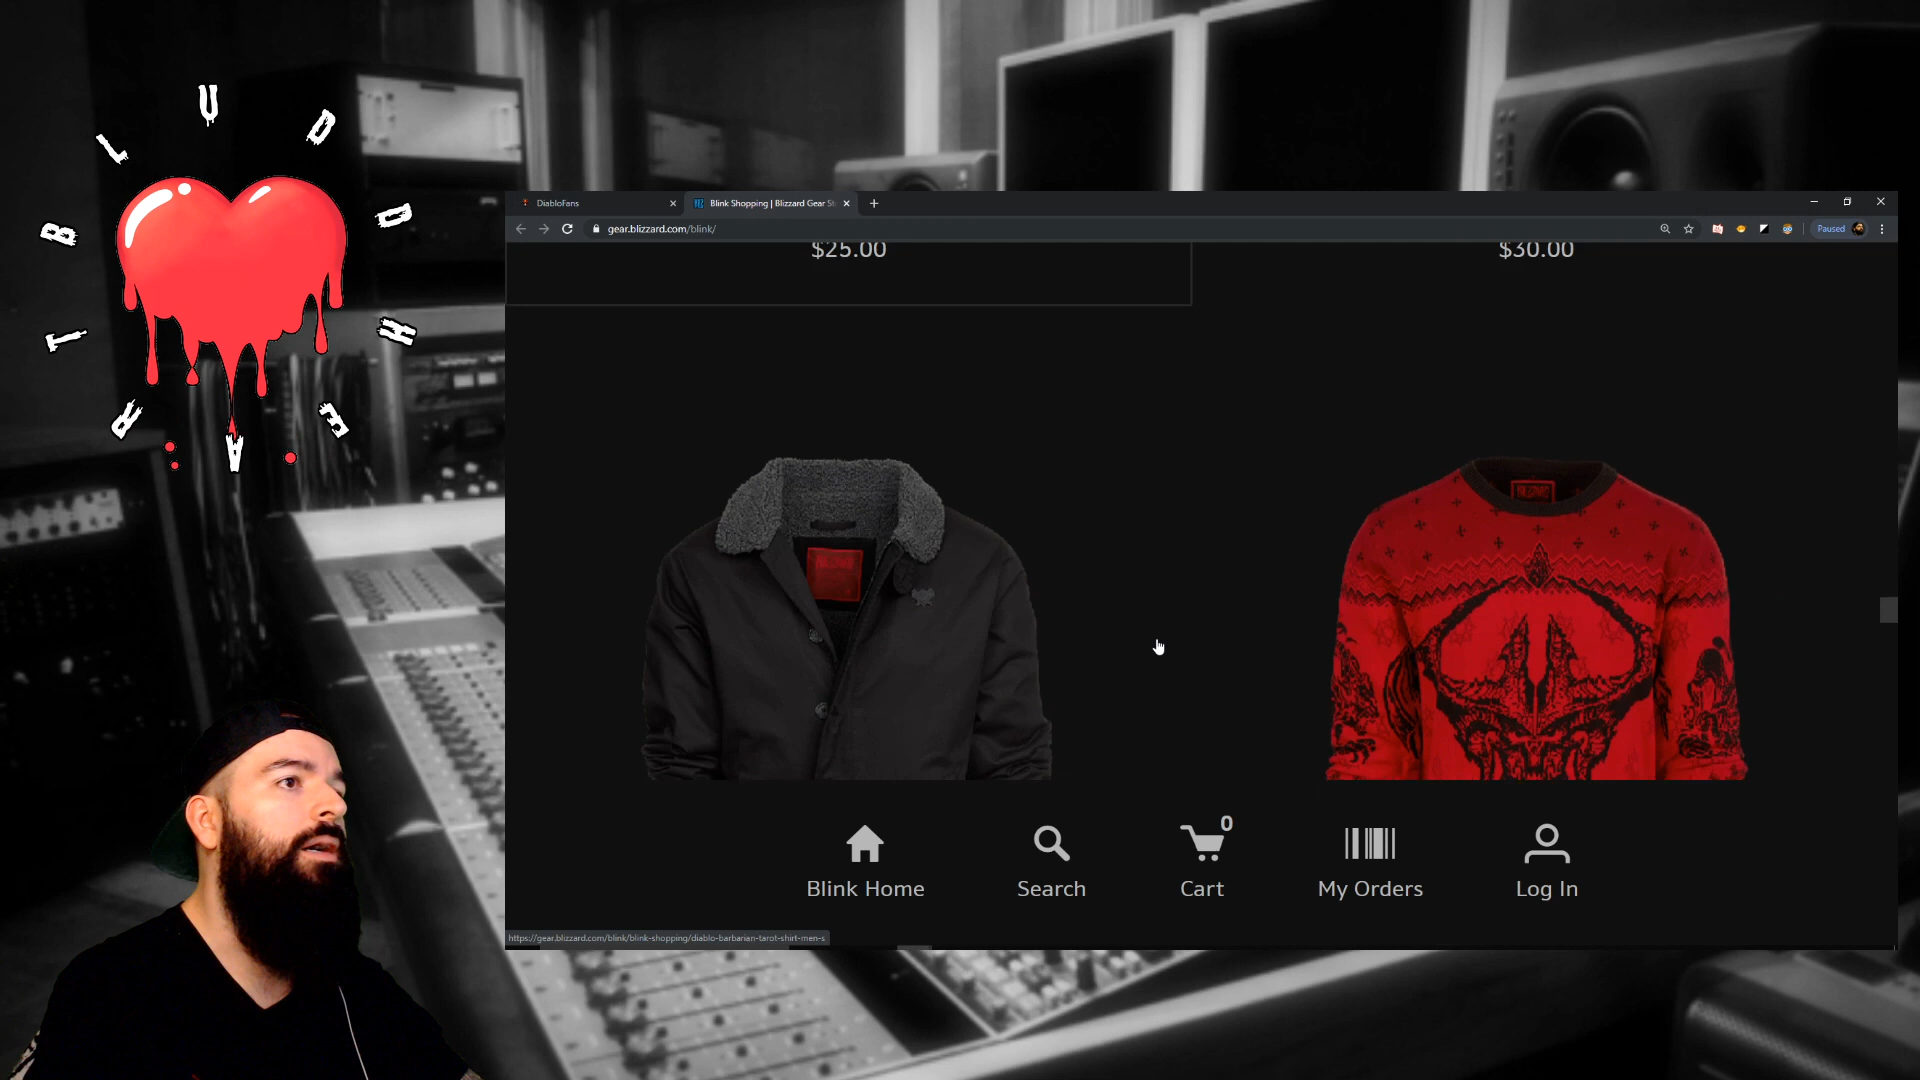 BLUDDHEART
DiabloFans
Blink Shopping | Blizzard Gear St
gear.blizzard.com/blink/
Paused
$25.00
$30.00
0
Blink Home
Search
Cart
My Orders
Log In
https://gear.blizzard.com/blink/blink-shopping/diablo-barbarian-tarot-shirt-men-s